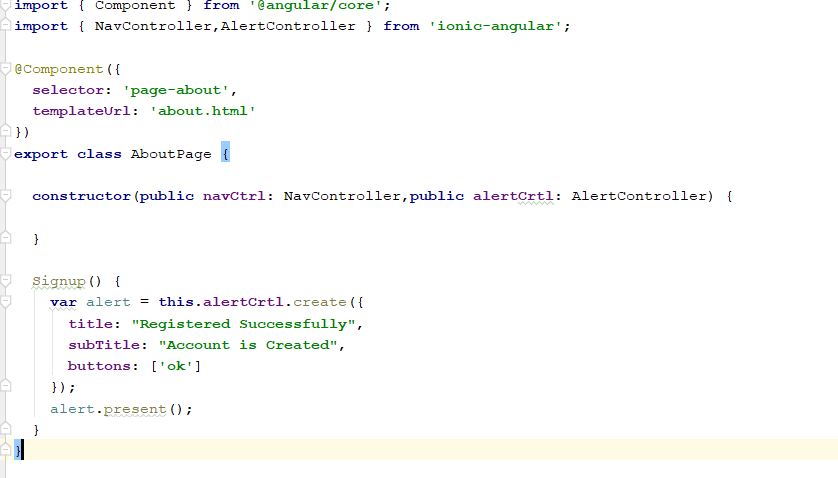 import { Component } from '@angular/core';
import { NavController,AlertController } from 'ionic-angular';
@Component({
selector: 'page-about',
templateUrl: 'about.html'
})
export class AboutPage {
constructor(public navCtrl: NavController,public alertCrtl: AlertController) {
}
Signup() {
var alert = this.alertCrtl.create({
title: "Registered Successfully",
subTitle: "Account is Created",
buttons: ['ok']
});
alert.present();
}
}